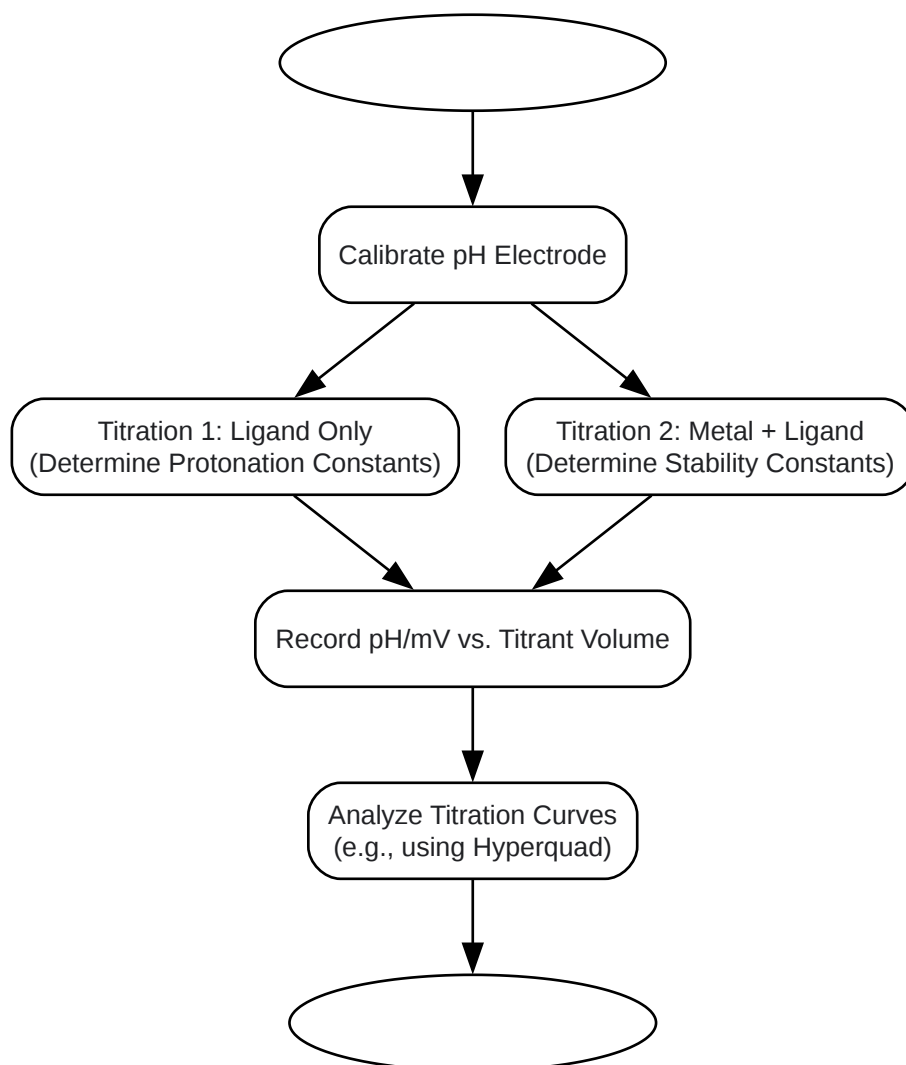 Calibrate pH Electrode
Titration 1: Ligand Only
(Determine Protonation Constants)
Titration 2: Metal + Ligand
(Determine Stability Constants)
Record pH/mV vs. Titrant Volume
Analyze Titration Curves
(e.g., using Hyperquad)